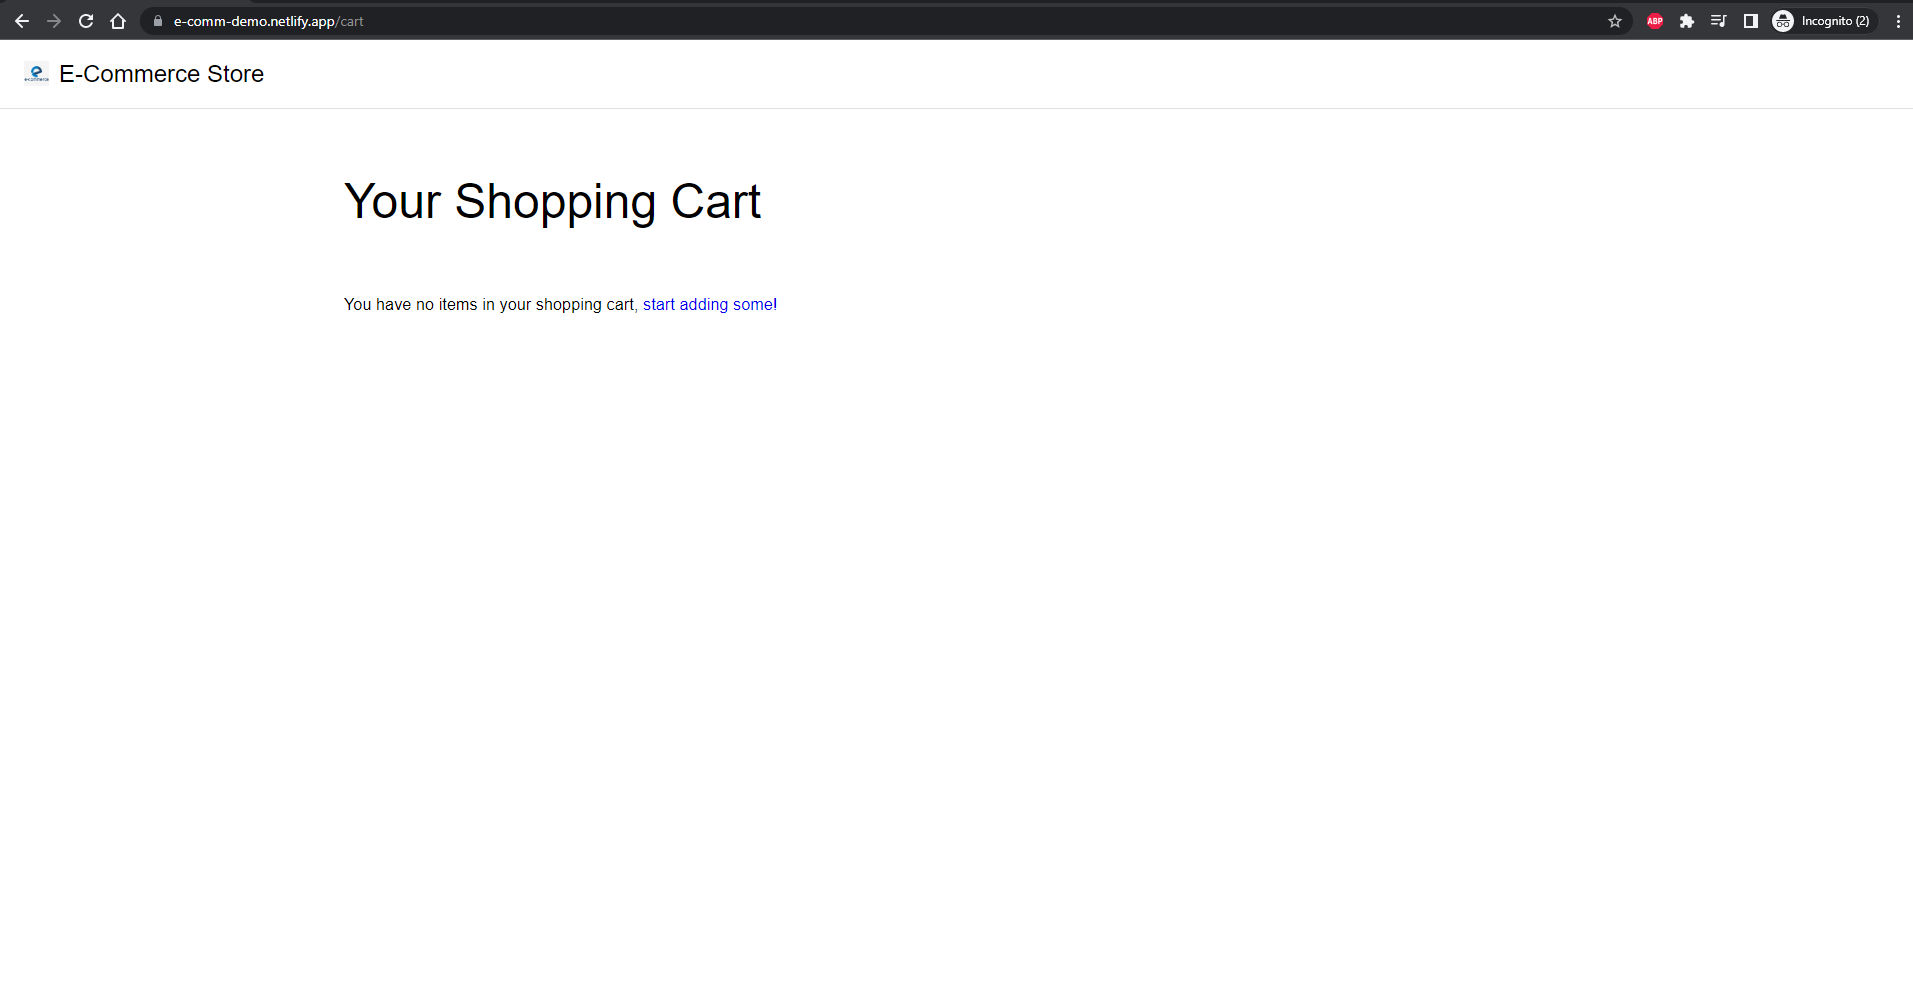 e-comm-demo.netlify.app/cart
ABP
Incognito (2)
e-commerce
E-Commerce Store
Your Shopping Cart
You have no items in your shopping cart, start adding some!